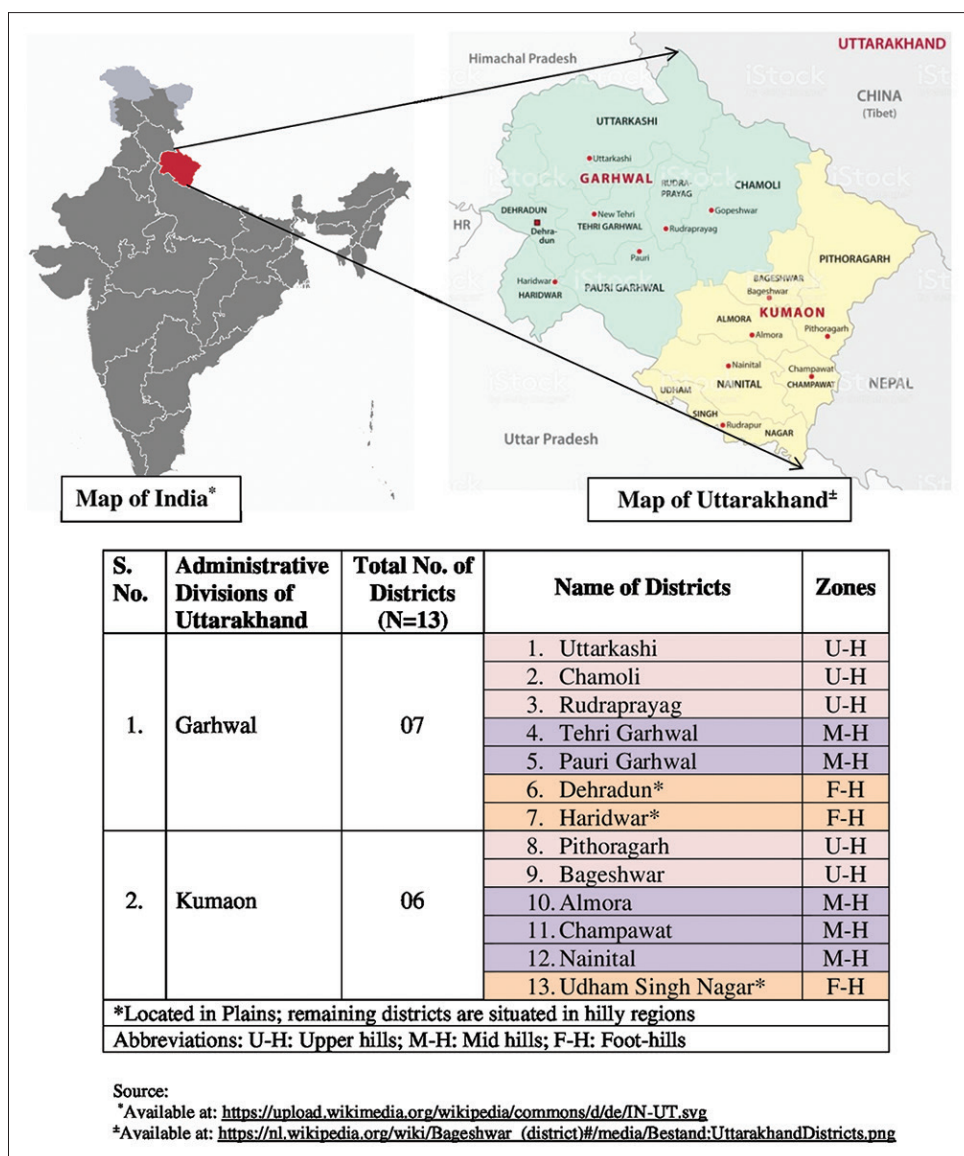 UTTARAKHAND
Himachal Pradesh
iStock
CHINA
(Tibet)
UTTARKASHI
Uttarkashi
GARHWAL
RUDRA-
PRAYAG
CHAMOLI
iStock
DEHRADUN
Dehra-
dun
HR
New Tehri
TEHRI GARHWAL
Gopeshwar
Rudraprayag
Pauri
PITHORAGARH
Haridwar
HARIDWAR
PAURI GARHWAL
BAGESHWAR
Bageshwar
KUMAON
ALMORA
Almora
Pithoragarh
iStock
Nainital
NAINITAL
Champawat
CHAMPAWAT
NEPAL
UDHAM
SINGH
NAGAR
Rudrapur
Uttar Pradesh
Map of India*
Map of Uttarakhand±
S. No. Administrative Divisions of Uttarakhand Total No. of Districts (N=13) Name of Districts Zones
1. Garhwal 07
1. Uttarkashi U-H
2. Chamoli U-H
3. Rudraprayag U-H
4. Tehri Garhwal M-H
5. Pauri Garhwal M-H
6. Dehradun* F-H
7. Haridwar* F-H
2. Kumaon 06
8. Pithoragarh U-H
9. Bageshwar U-H
10. Almora M-H
11. Champawat M-H
12. Nainital M-H
13. Udham Singh Nagar* F-H
*Located in Plains; remaining districts are situated in hilly regions
Abbreviations: U-H: Upper hills; M-H: Mid hills; F-H: Foot-hills
Source:
*Available at: https://upload.wikimedia.org/wikipedia/commons/d/de/IN-UT.svg
±Available at: https://nl.wikipedia.org/wiki/Bageshwar_(district)#/media/Bestand:UttarakhandDistricts.png